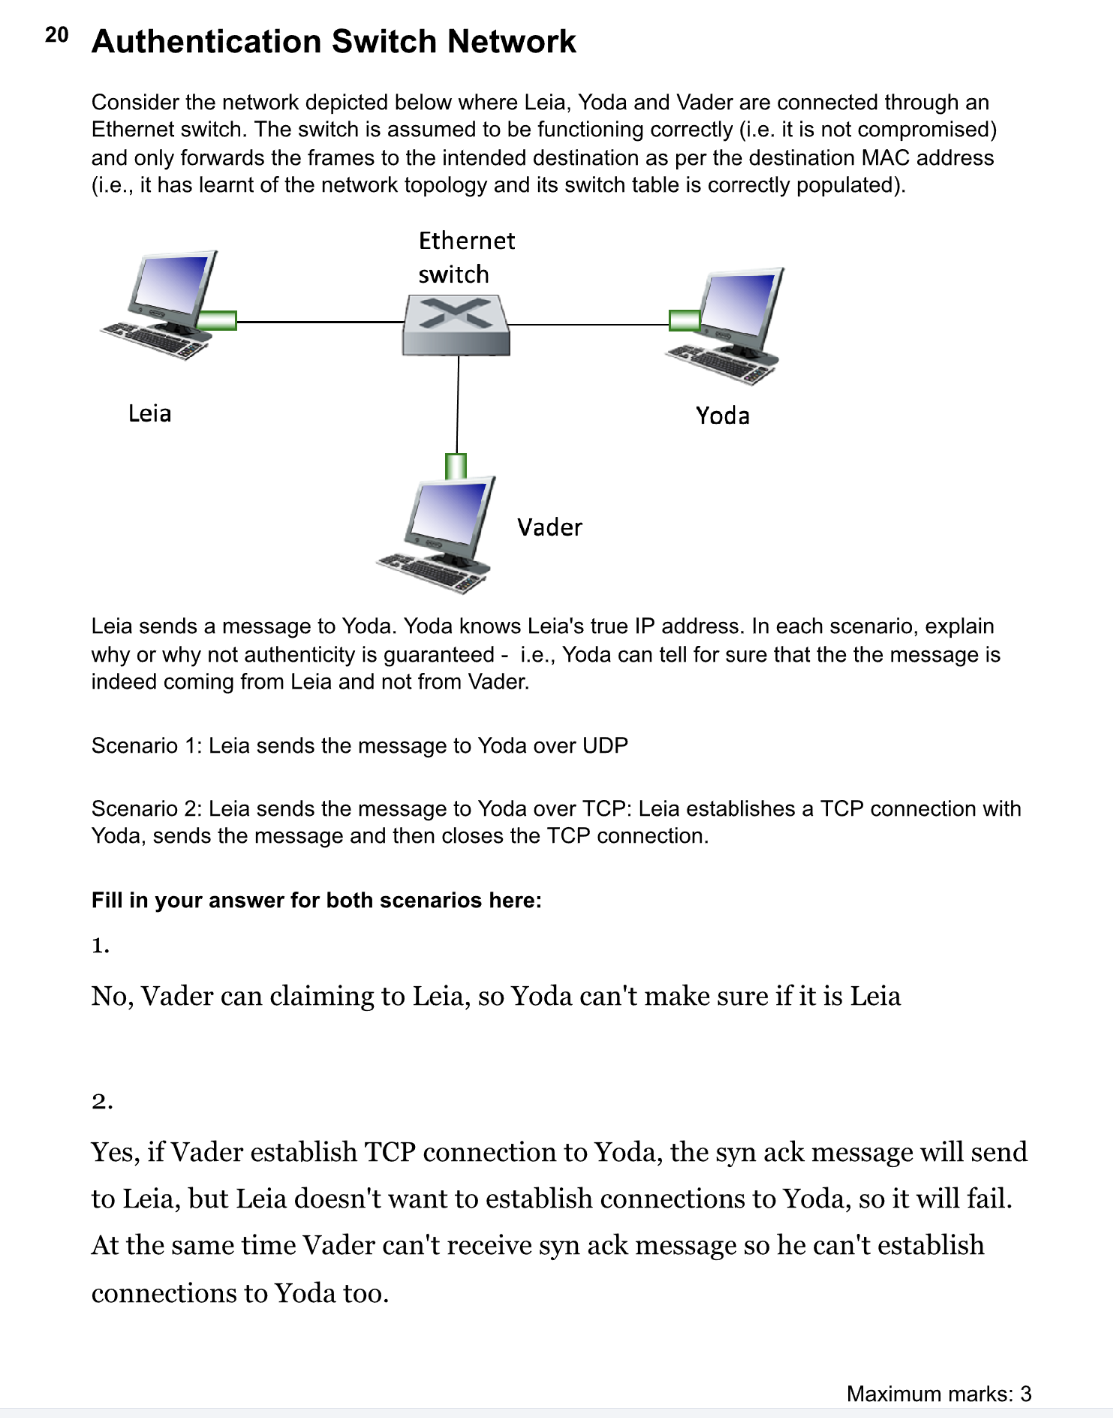 20 Authentication Switch Network
Consider the network depicted below where Leia, Yoda and Vader are connected through an
Ethernet switch. The switch is assumed to be functioning correctly (i.e. it is not compromised)
and only forwards the frames to the intended destination as per the destination MAC address
(i.e., it has learnt of the network topology and its switch table is correctly populated).
Ethernet
switch
Leia
Yoda
Vader
Leia sends a message to Yoda. Yoda knows Leia's true IP address. In each scenario, explain
why or why not authenticity is guaranteed - i.e., Yoda can tell for sure that the the message is
indeed coming from Leia and not from Vader.
Scenario 1: Leia sends the message to Yoda over UDP
Scenario 2: Leia sends the message to Yoda over TCP: Leia establishes a TCP connection with
Yoda, sends the message and then closes the TCP connection.
Fill in your answer for both scenarios here:
1.
No, Vader can claiming to Leia, so Yoda can't make sure if it is Leia
2.
Yes, if Vader establish TCP connection to Yoda, the syn ack message will send
to Leia, but Leia doesn't want to establish connections to Yoda, so it will fail.
At the same time Vader can't receive syn ack message so he can't establish
connections to Yoda too.
Maximum marks: 3